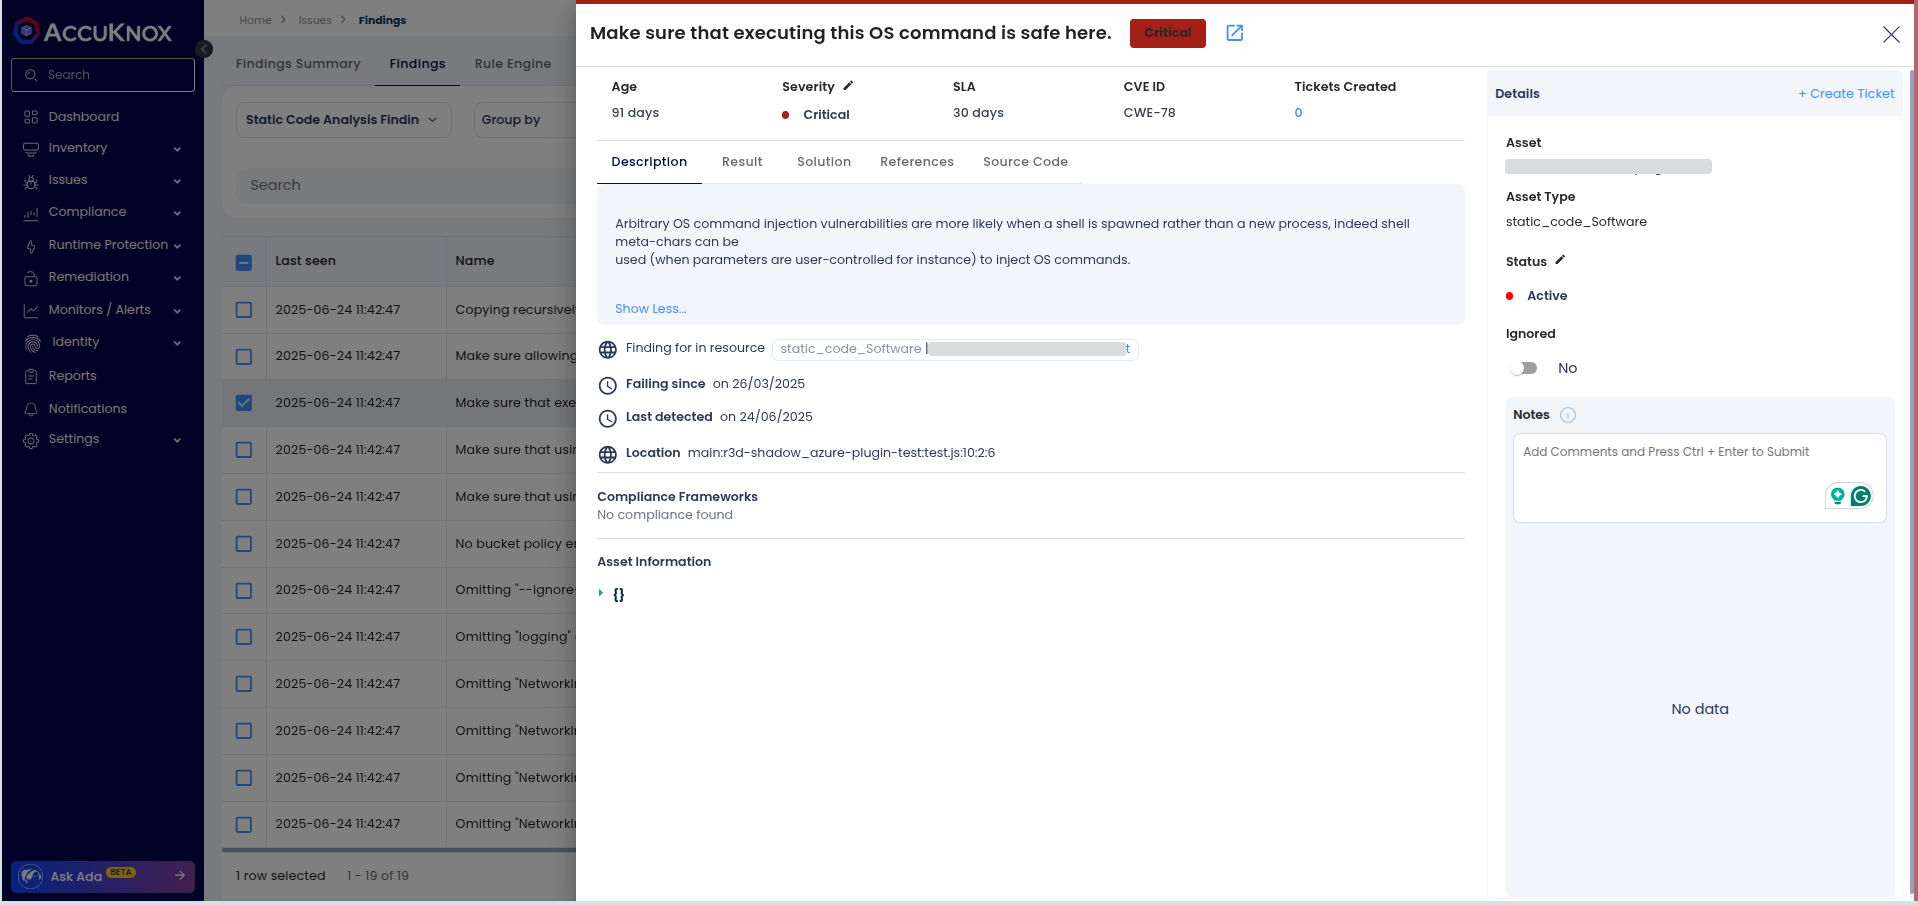 ACCUKNOX
Search
Dashboard
Inventory
Issues
Compliance
Runtime Protection
Remediation
Monitors / Alerts
Identity
Reports
Notifications
Settings
Ask Ada BETA
Home > Issues > Findings
Findings Summary Findings Rule Engine
Static Code Analysis Findin Group by
Search
Last seen Name
2025-06-24 11:42:47 Copying recursivel
2025-06-24 11:42:47 Make sure allowing
2025-06-24 11:42:47 Make sure that exe
2025-06-24 11:42:47 Make sure that usin
2025-06-24 11:42:47 Make sure that usin
2025-06-24 11:42:47 No bucket policy en
2025-06-24 11:42:47 Omitting "--ignore-
2025-06-24 11:42:47 Omitting "logging"
2025-06-24 11:42:47 Omitting "NetworkIn
2025-06-24 11:42:47 Omitting "NetworkIn
2025-06-24 11:42:47 Omitting "NetworkIn
2025-06-24 11:42:47 Omitting "NetworkIn
1 row selected 1 - 19 of 19
Make sure that executing this OS command is safe here. Critical
Age Severity SLA CVE ID Tickets Created
91 days Critical 30 days CWE-78 0
Description Result Solution References Source Code
Arbitrary OS command injection vulnerabilities are more likely when a shell is spawned rather than a new process, indeed shell
meta-chars can be
used (when parameters are user-controlled for instance) to inject OS commands.
Show Less...
Finding for in resource static_code_Software | t
Failing since on 26/03/2025
Last detected on 24/06/2025
Location main:r3d-shadow_azure-plugin-test:test.js:10:2:6
Compliance Frameworks
No compliance found
Asset Information
{}
Details + Create Ticket
Asset
Asset Type
static_code_Software
Status
Active
Ignored
No
Notes
Add Comments and Press Ctrl + Enter to Submit
No data